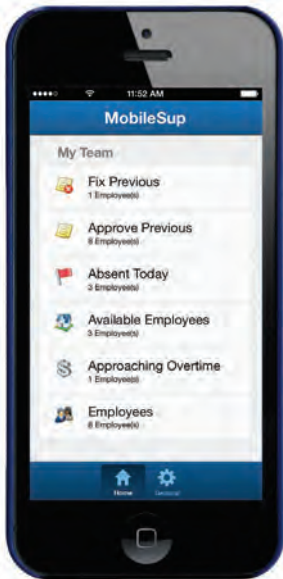 11:52 AM
MobileSup
My Team
Fix Previous
1 Employee(s)
Approve Previous
8 Employee(s)
Absent Today
3 Employee(s)
Available Employees
3 Employee(s)
Approaching Overtime
1 Employee(s)
Employees
8 Employee(s)
Home